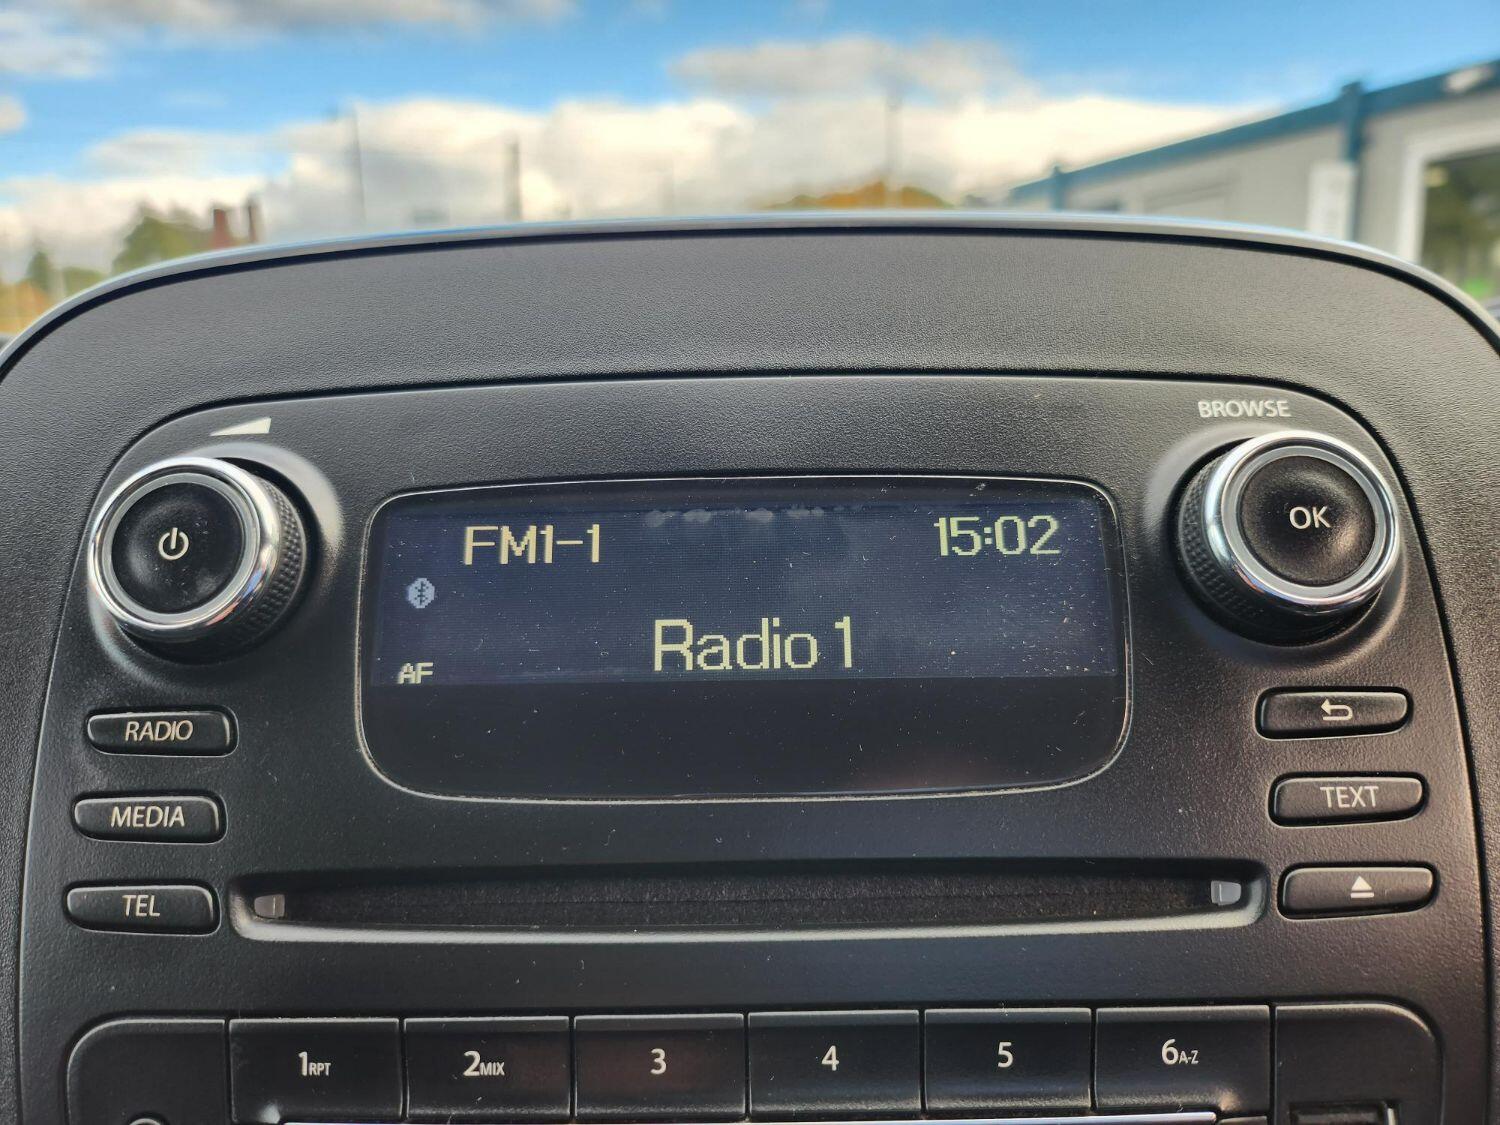 BROWSE
OK
FM1-1
15:02
Radio 1
AF
RADIO
MEDIA
TEXT
TEL
1RPT
2MIX
3
4
5
6A-Z